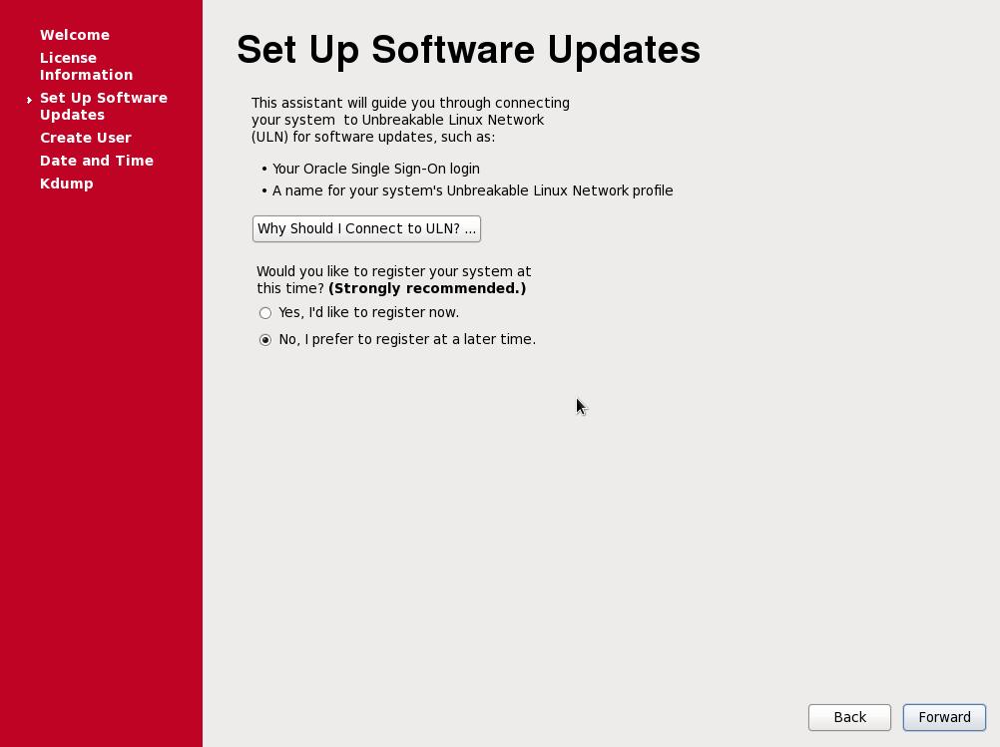 Welcome
License
Information
Set Up Software
Updates
Create User
Date and Time
Kdump
Set Up Software Updates
This assistant will guide you through connecting
your system  to Unbreakable Linux Network
(ULN) for software updates, such as:
• Your Oracle Single Sign-On login
• A name for your system's Unbreakable Linux Network profile
Why Should I Connect to ULN? ...
Would you like to register your system at
this time? (Strongly recommended.)
Yes, I'd like to register now.
No, I prefer to register at a later time.
Back
Forward